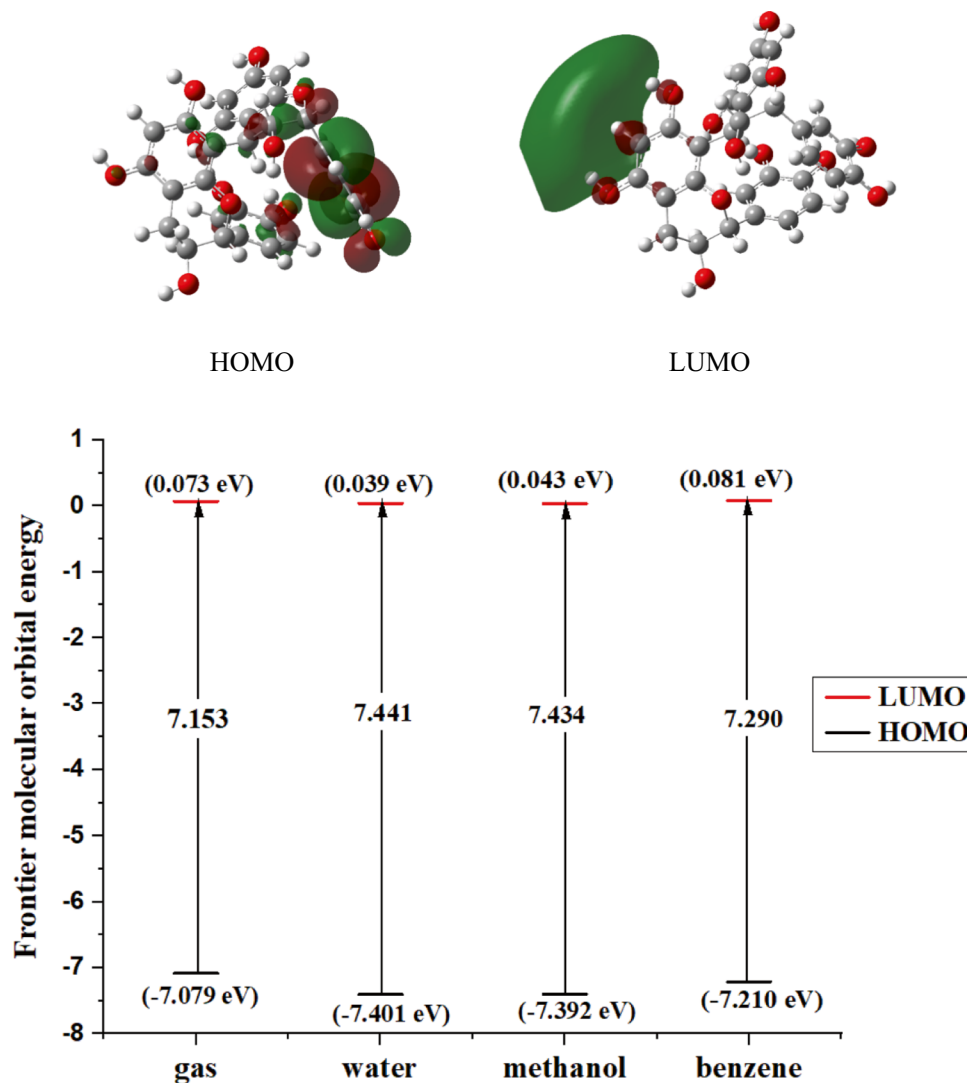 HOMO
LUMO
Frontier molecular orbital energy
1
0
-1
-2
-3
-4
-5
-6
-7
-8
(0.073 eV)
(0.039 eV)
(0.043 eV)
(0.081 eV)
7.153
7.441
7.434
7.290
(-7.079 eV)
(-7.401 eV)
(-7.392 eV)
(-7.210 eV)
gas
water
methanol
benzene
LUMO
HOMO